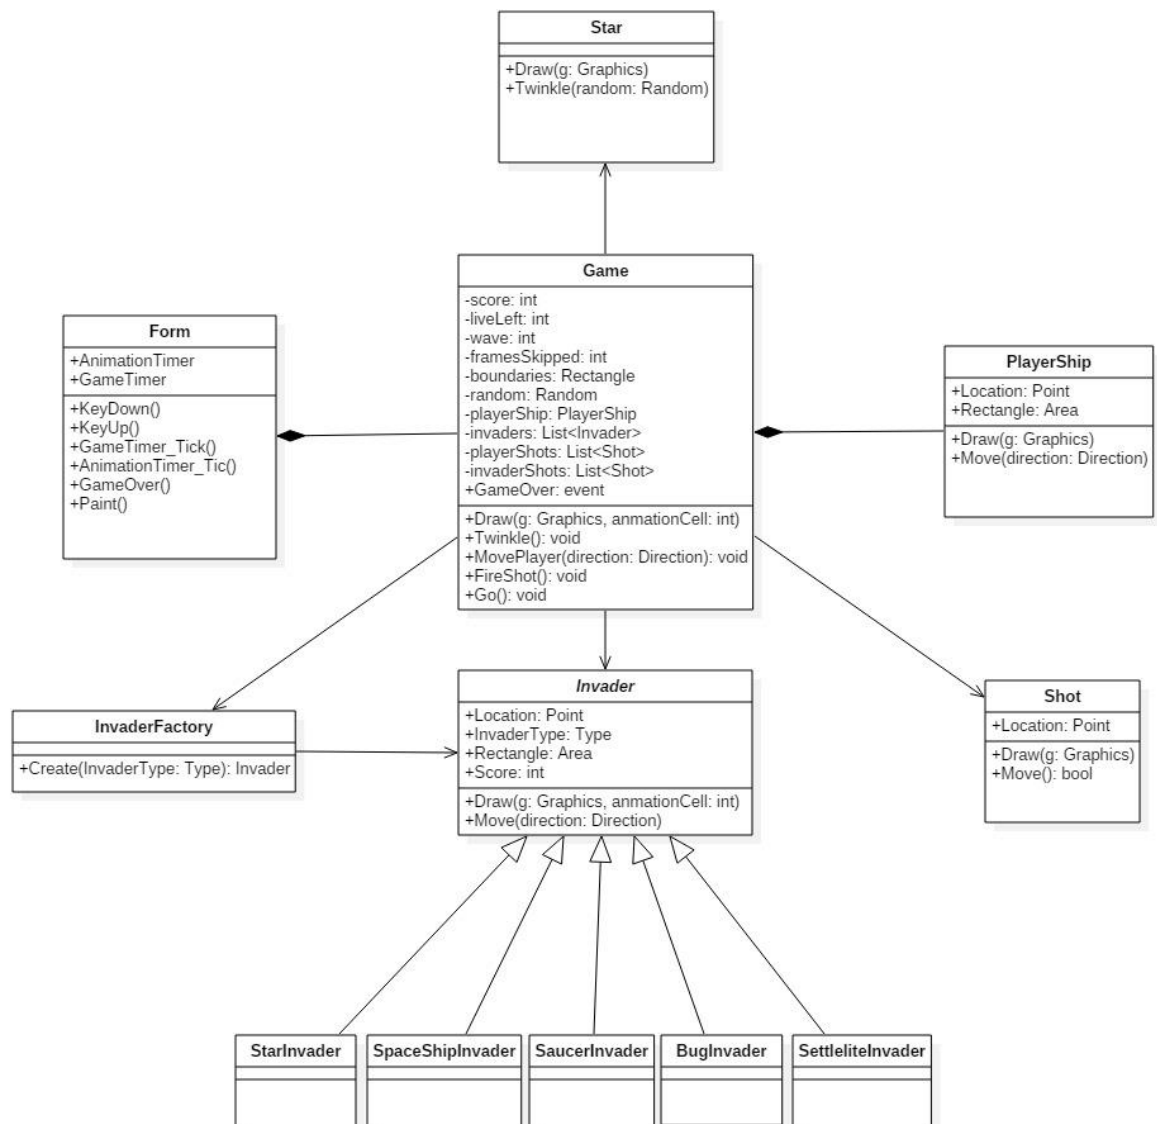 Star
+Draw(g: Graphics)
+Twinkle(random: Random)
Game
-score: int
-liveLeft: int
-wave: int
-framesSkipped: int
-boundaries: Rectangle
-random: Random
-playerShip: PlayerShip
-invaders: List<Invader>
-playerShots: List<Shot>
-invaderShots: List<Shot>
+GameOver: event
+Draw(g: Graphics, anmationCell: int)
+Twinkle(): void
+MovePlayer(direction: Direction): void
+FireShot(): void
+Go(): void
Form
+AnimationTimer
+GameTimer
+KeyDown()
+KeyUp()
+GameTimer_Tick()
+AnimationTimer_Tic()
+GameOver()
+Paint()
PlayerShip
+Location: Point
+Rectangle: Area
+Draw(g: Graphics)
+Move(direction: Direction)
InvaderFactory
+Create(InvaderType: Type): Invader
Invader
+Location: Point
+InvaderType: Type
+Rectangle: Area
+Score: int
+Draw(g: Graphics, anmationCell: int)
+Move(direction: Direction)
Shot
+Location: Point
+Draw(g: Graphics)
+Move(): bool
StarInvader
SpaceShipInvader
SaucerInvader
BugInvader
SettleliteInvader